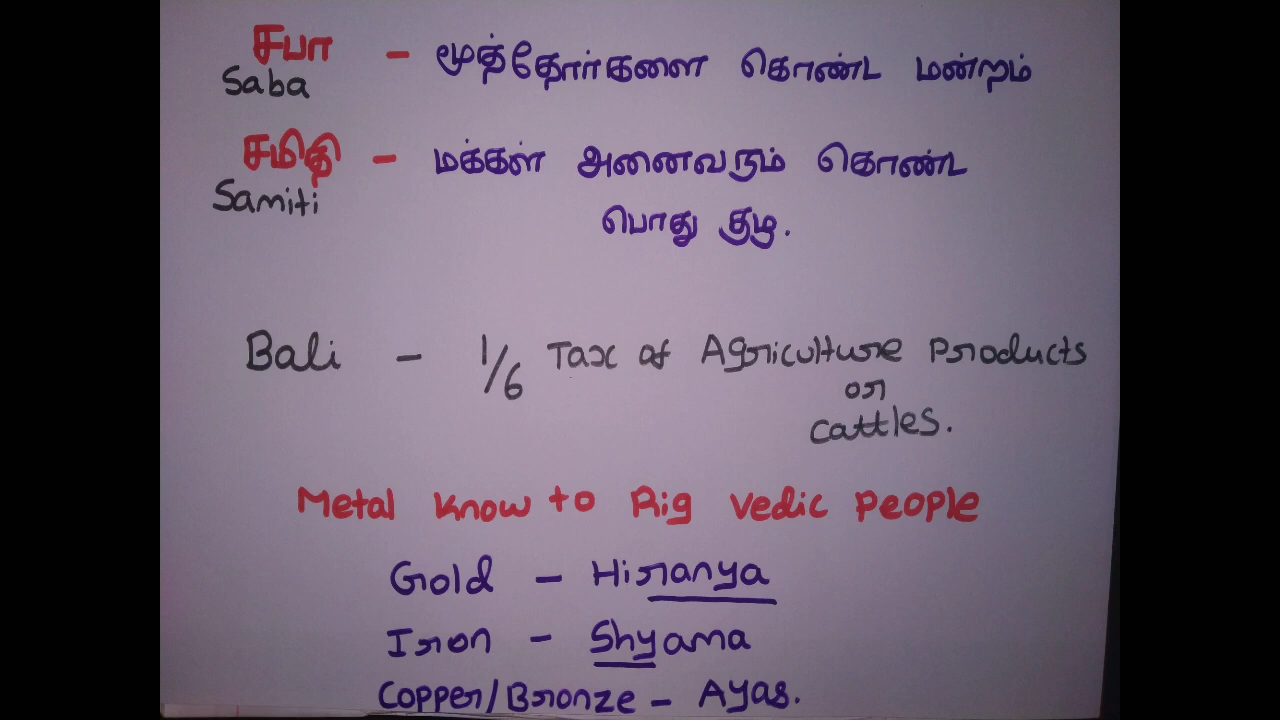 சபா - மூத்தோர்களை கொண்ட மன்றம்
Saba
சமிதி - மக்கள் அனைவரும் கொண்ட
Samiti
பொது குழு.
Bali - 1/6 Tax of Agriculture Products
or
Cattles.
Metal Know to Rig Vedic People
Gold - Hiranya
Iron - Shyama
Copper/Bronze - Ayas.